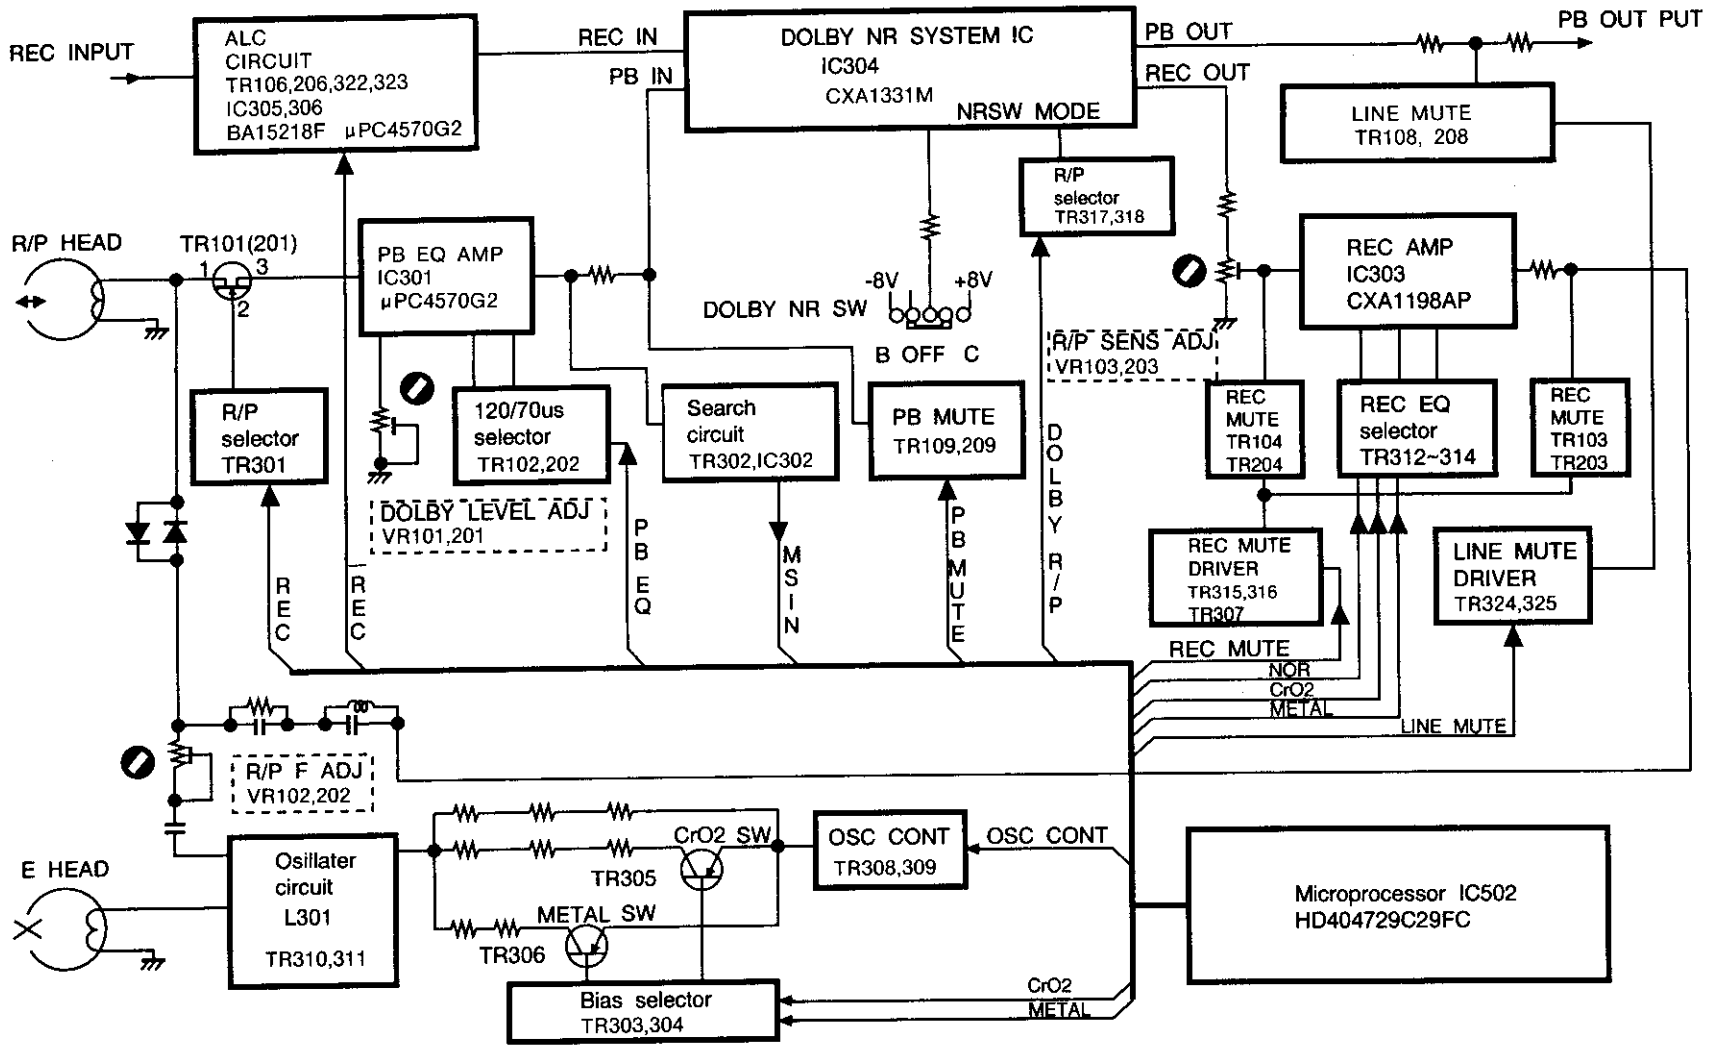 REC INPUT
ALC
CIRCUIT
TR106,206,322,323
IC305,306
BA15218F µPC4570G2
REC IN
PB IN
DOLBY NR SYSTEM IC
IC304
CXA1331M
NRSW MODE
PB OUT
REC OUT
PB OUT PUT
LINE MUTE
TR108, 208
R/P
selector
TR317,318
R/P HEAD
TR101(201)
1
3
2
PB EQ AMP
IC301
µPC4570G2
DOLBY NR SW
-8V
+8V
B OFF C
REC AMP
IC303
CXA1198AP
R/P SENS ADJ
VR103,203
R/P
selector
TR301
120/70us
selector
TR102,202
Search
circuit
TR302,IC302
PB MUTE
TR109,209
REC
MUTE
TR104
TR204
REC EQ
selector
TR312~314
REC
MUTE
TR103
TR203
DOLBY LEVEL ADJ
VR101,201
REC
REC
PB EQ
MSIN
PB MUTE
DOLBY R/P
REC MUTE
DRIVER
TR315,316
TR307
LINE MUTE
DRIVER
TR324,325
REC MUTE
NOR
CrO2
METAL
LINE MUTE
R/P F ADJ
VR102,202
E HEAD
Osillater
circuit
L301
TR310,311
CrO2 SW
TR305
METAL SW
TR306
OSC CONT
TR308,309
OSC CONT
Microprocessor IC502
HD404729C29FC
Bias selector
TR303,304
CrO2
METAL